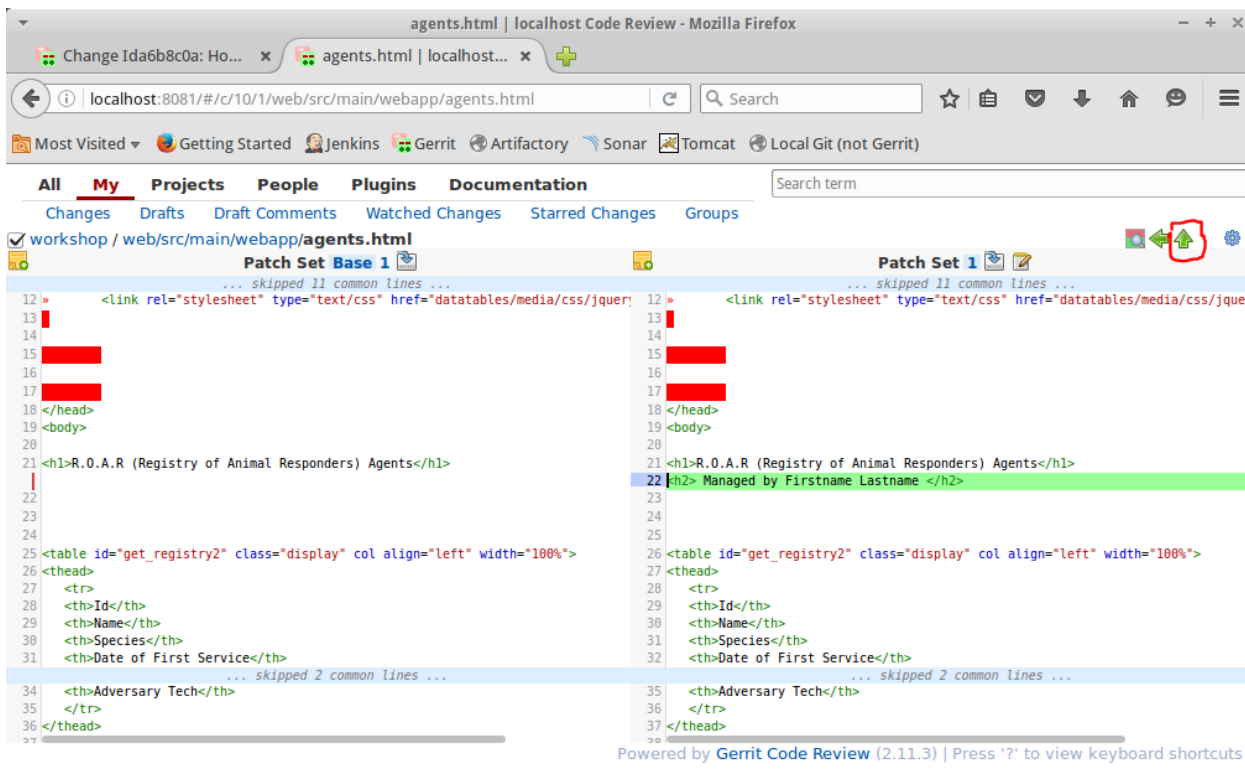 agents.html | localhost Code Review - Mozilla Firefox
Change Ida6b8c0a: Ho... agents.html | localhost...
localhost:8081/#/c/10/1/web/src/main/webapp/agents.html Search
Most Visited Getting Started Jenkins Gerrit Artifactory Sonar Tomcat Local Git (not Gerrit)
All My Projects People Plugins Documentation Search term
Changes Drafts Draft Comments Watched Changes Starred Changes Groups
workshop / web/src/main/webapp/agents.html
Patch Set Base 1 Patch Set 1
... skipped 11 common lines ... ... skipped 11 common lines ...
12 » <link rel="stylesheet" type="text/css" href="datatables/media/css/jquery 12 » <link rel="stylesheet" type="text/css" href="datatables/media/css/jque
13 13
14 14
15 15
16 16
17 17
18 </head> 18 </head>
19 <body> 19 <body>
20 20
21 <h1>R.O.A.R (Registry of Animal Responders) Agents</h1> 21 <h1>R.O.A.R (Registry of Animal Responders) Agents</h1>
22 <h2> Managed by Firstname Lastname </h2>
22 23
23 24
24 25
25 <table id="get_registry2" class="display" col align="left" width="100%"> 26 <table id="get_registry2" class="display" col align="left" width="100%">
26 <thead> 27 <thead>
27 <tr> 28 <tr>
28 <th>Id</th> 29 <th>Id</th>
29 <th>Name</th> 30 <th>Name</th>
30 <th>Species</th> 31 <th>Species</th>
31 <th>Date of First Service</th> 32 <th>Date of First Service</th>
... skipped 2 common lines ... ... skipped 2 common lines ...
34 <th>Adversary Tech</th> 35 <th>Adversary Tech</th>
35 </tr> 36 </tr>
36 </thead> 37 </thead>
37 38
Powered by Gerrit Code Review (2.11.3) | Press '?' to view keyboard shortcuts